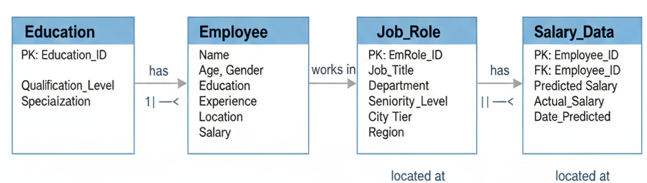 Education
PK: Education_ID
Qualification_Level
Speciaization
has
1| —<
Employee
Name
Age, Gender
Education
Experience
Location
Salary
works in
Job_Role
PK: EmRole_ID
Job_Title
Department
Seniority_Level
City Tier
Region
has
|| —<
Salary_Data
PK: Employee_ID
FK: Employee_ID
Predicted Salary
Actual_Salary
Date_Predicted
located at
located at